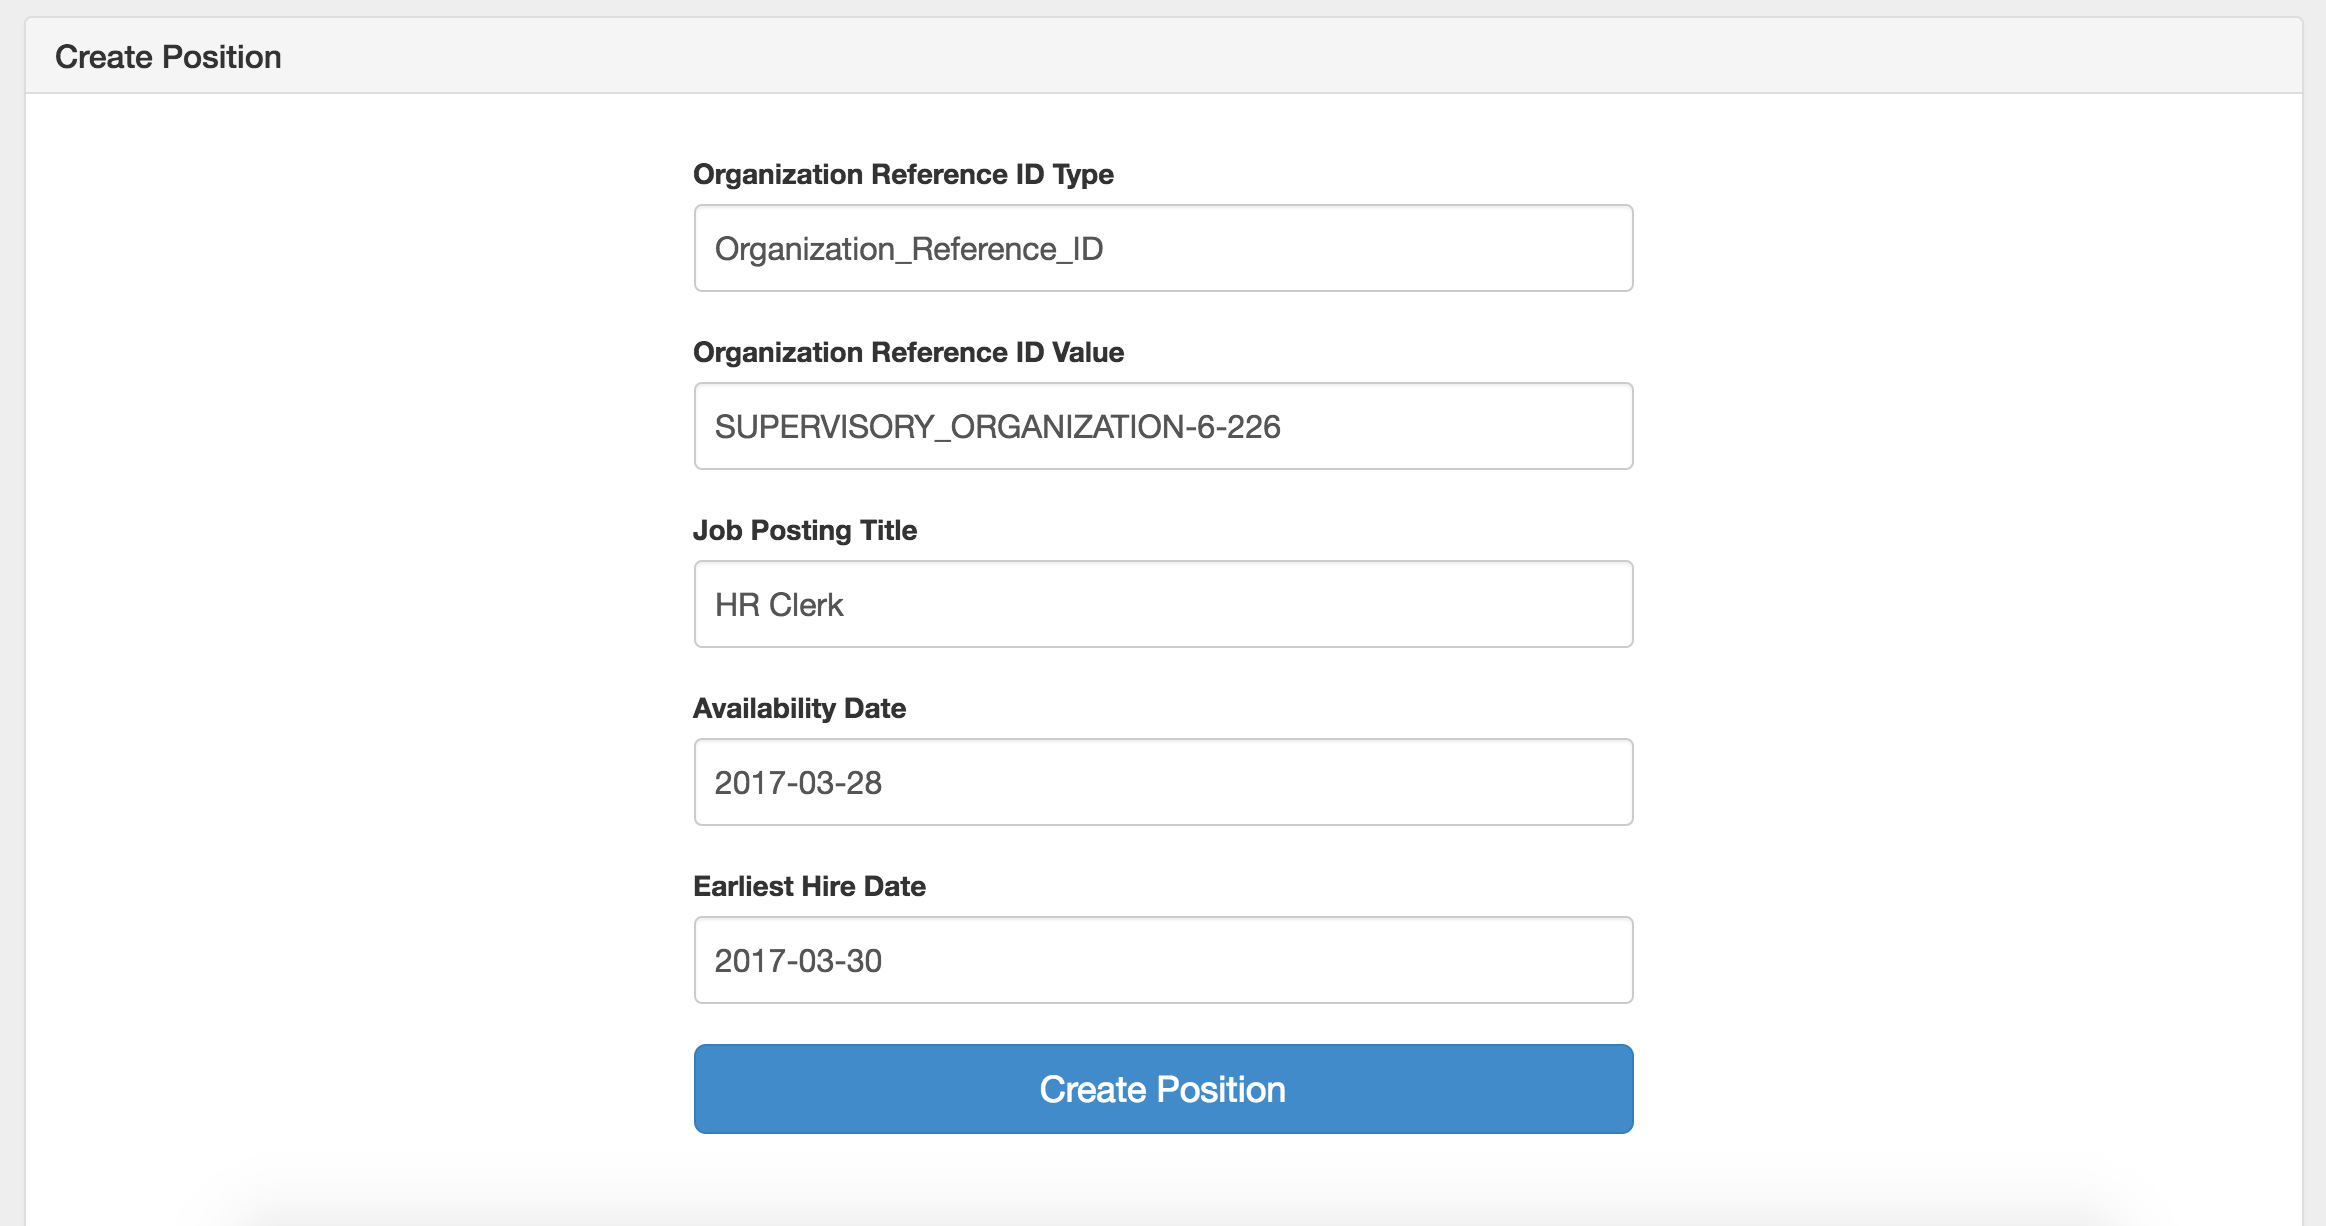 Create Position
Organization Reference ID Type
Organization_Reference_ID
Organization Reference ID Value
SUPERVISORY_ORGANIZATION-6-226
Job Posting Title
HR Clerk
Availability Date
2017-03-28
Earliest Hire Date
2017-03-30
Create Position